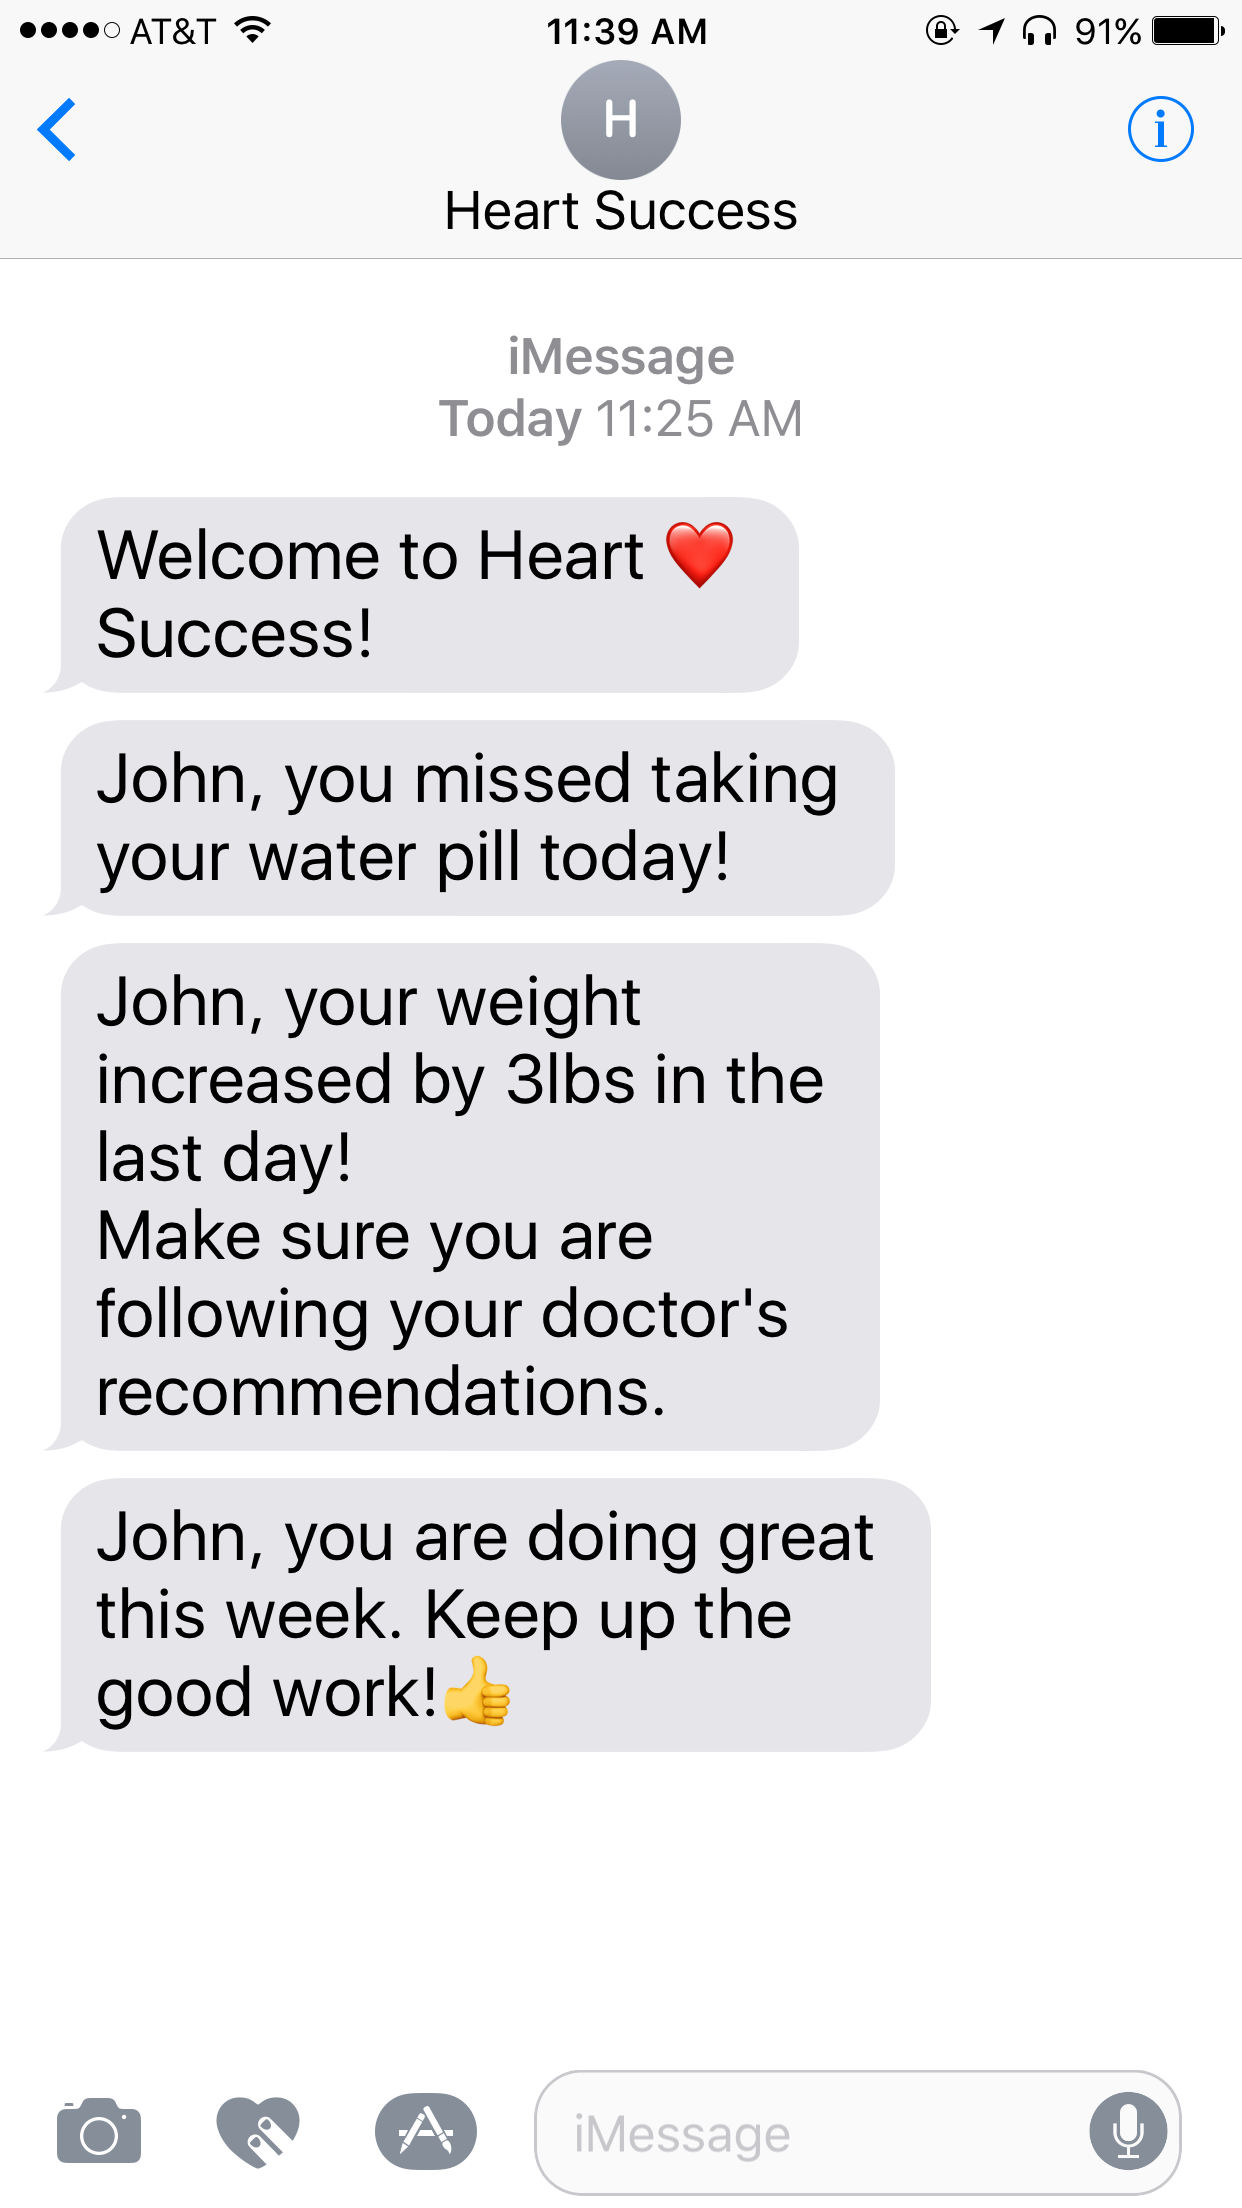 AT&T 11:39 AM 91%
H
Heart Success
iMessage
Today 11:25 AM
Welcome to Heart ❤️
Success!
John, you missed taking
your water pill today!
John, your weight
increased by 3lbs in the
last day!
Make sure you are
following your doctor's
recommendations.
John, you are doing great
this week. Keep up the
good work!👍
iMessage